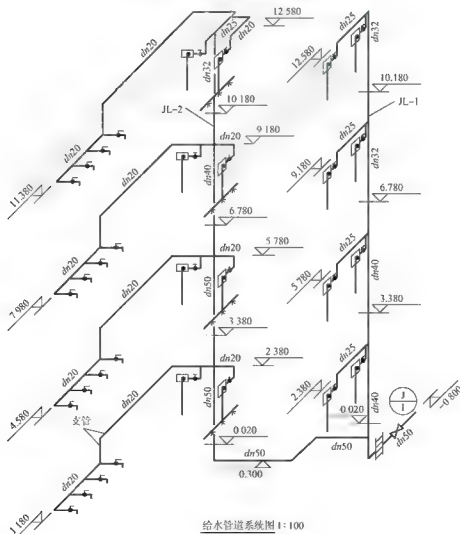 12.580
dn20
dn25
dn20
dn32
dn32
12.580
10.180
10.180
JL-2
JL-1
dn20
dn20
9.180
dn25
11.380
dn40
9.180
dn32
dn20
6.780
6.780
dn20
5.780
dn25
dn20
7.980
dn50
5.780
dn40
dn20
3.380
3.380
dn20
2.380
dn25
dn20
4.580
dn50
2.380
支管
dn20
0.020
0.020
dn40
J
1
-0.800
dn50
dn50
dn50
0.300
dn20
1.180
给水管道系统图 1:100